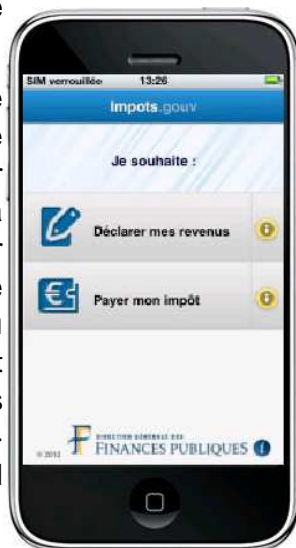 SIM verrouillée 13:26
Impots.gouv
Je souhaite :
Déclarer mes revenus
Payer mon impôt
DIRECTION GÉNÉRALE DES
FINANCES PUBLIQUES